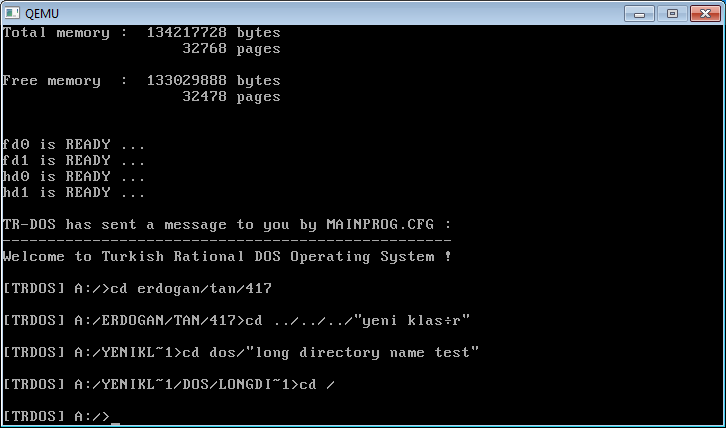 QEMU
Total memory :  134217728 bytes
                    32768 pages
Free memory  :  133029888 bytes
                    32478 pages
fd0 is READY ...
fd1 is READY ...
hd0 is READY ...
hd1 is READY ...
TR-DOS has sent a message to you by MAINPROG.CFG :
--------------------------------------------------
Welcome to Turkish Rational DOS Operating System !
[TRDOS] A:/>cd erdogan/tan/417
[TRDOS] A:/ERDOGAN/TAN/417>cd ../../../"yeni klas÷r"
[TRDOS] A:/YENIKL~1>cd dos/"long directory name test"
[TRDOS] A:/YENIKL~1/DOS/LONGDI~1>cd /
[TRDOS] A:/>_